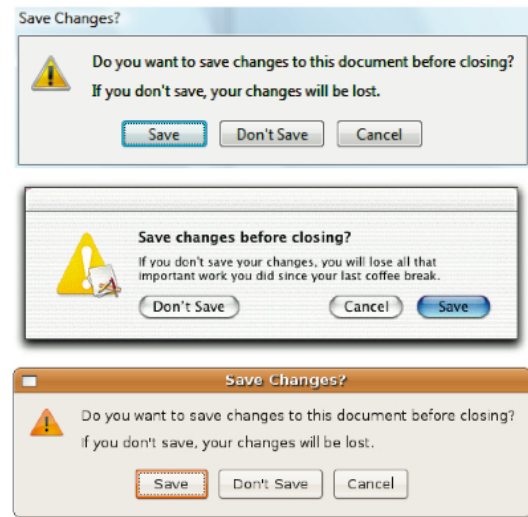 Save Changes?
Do you want to save changes to this document before closing?
If you don't save, your changes will be lost.
Save Don't Save Cancel
Save changes before closing?
If you don't save your changes, you will lose all that
important work you did since your last coffee break.
Don't Save Cancel Save
Save Changes?
Do you want to save changes to this document before closing?
If you don't save, your changes will be lost.
Save Don't Save Cancel